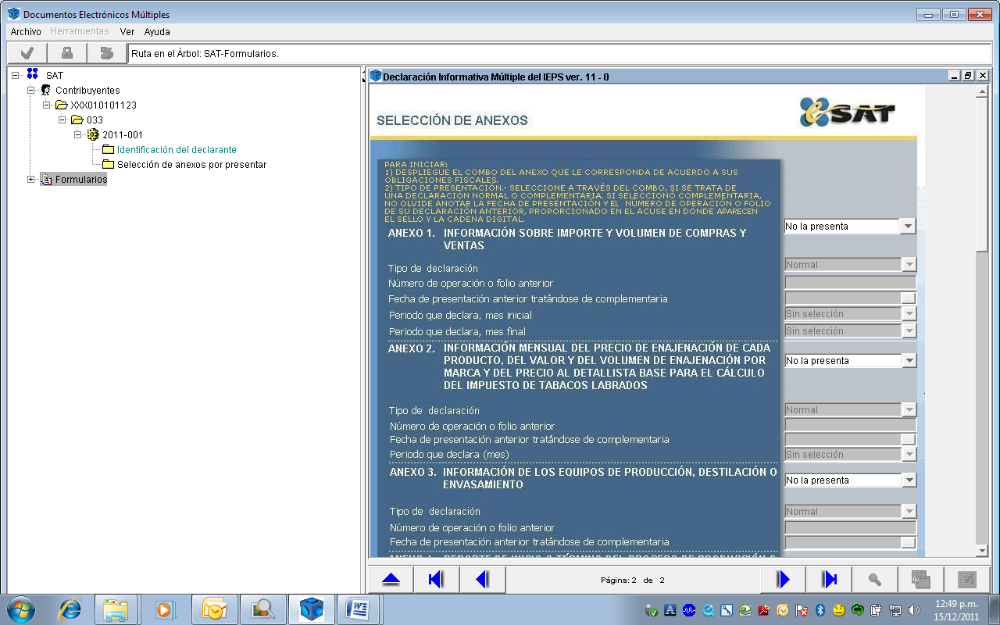 Documentos Electrónicos Múltiples
Archivo Herramientas Ver Ayuda
Ruta en el Árbol: SAT-Formularios.
SAT
Contribuyentes
XXX010101123
033
2011-001
Identificación del declarante
Selección de anexos por presentar
Formularios
Declaración Informativa Múltiple del IEPS ver. 11 - 0
SELECCIÓN DE ANEXOS
e SAT
PARA INICIAR:
1) DESPLIEGUE EL COMBO DEL ANEXO QUE LE CORRESPONDA DE ACUERDO A SUS
OBLIGACIONES FISCALES.
2) TIPO DE PRESENTACIÓN.- SELECCIONE A TRAVÉS DEL COMBO, SI SE TRATA DE
UNA DECLARACIÓN NORMAL O COMPLEMENTARIA. SI SELECCIONÓ COMPLEMENTARIA,
NO OLVIDE ANOTAR LA FECHA DE PRESENTACIÓN Y EL NÚMERO DE OPERACIÓN O FOLIO
DE SU DECLARACIÓN ANTERIOR, PROPORCIONADO EN EL ACUSE EN DONDE APARECEN
EL SELLO Y LA CADENA DIGITAL.
ANEXO 1. INFORMACIÓN SOBRE IMPORTE Y VOLUMEN DE COMPRAS Y
VENTAS
No la presenta
Tipo de declaración
Normal
Número de operación o folio anterior
Fecha de presentación anterior tratándose de complementaria
...
Periodo que declara, mes inicial
Sin selección
Periodo que declara, mes final
Sin selección
ANEXO 2. INFORMACIÓN MENSUAL DEL PRECIO DE ENAJENACIÓN DE CADA
PRODUCTO, DEL VALOR Y DEL VOLUMEN DE ENAJENACIÓN POR
MARCA Y DEL PRECIO AL DETALLISTA BASE PARA EL CÁLCULO
DEL IMPUESTO DE TABACOS LABRADOS
No la presenta
Tipo de declaración
Normal
Número de operación o folio anterior
Fecha de presentación anterior tratándose de complementaria
...
Periodo que declara (mes)
Sin selección
ANEXO 3. INFORMACIÓN DE LOS EQUIPOS DE PRODUCCIÓN, DESTILACIÓN O
ENVASAMIENTO
No la presenta
Tipo de declaración
Normal
Número de operación o folio anterior
Fecha de presentación anterior tratándose de complementaria
...
ANEXO 4. REPORTE DE INICIO O TÉRMINO DEL PROCESO DE PRODUCCIÓN O
Página: 2 de 2
12:49 p.m.
15/12/2011